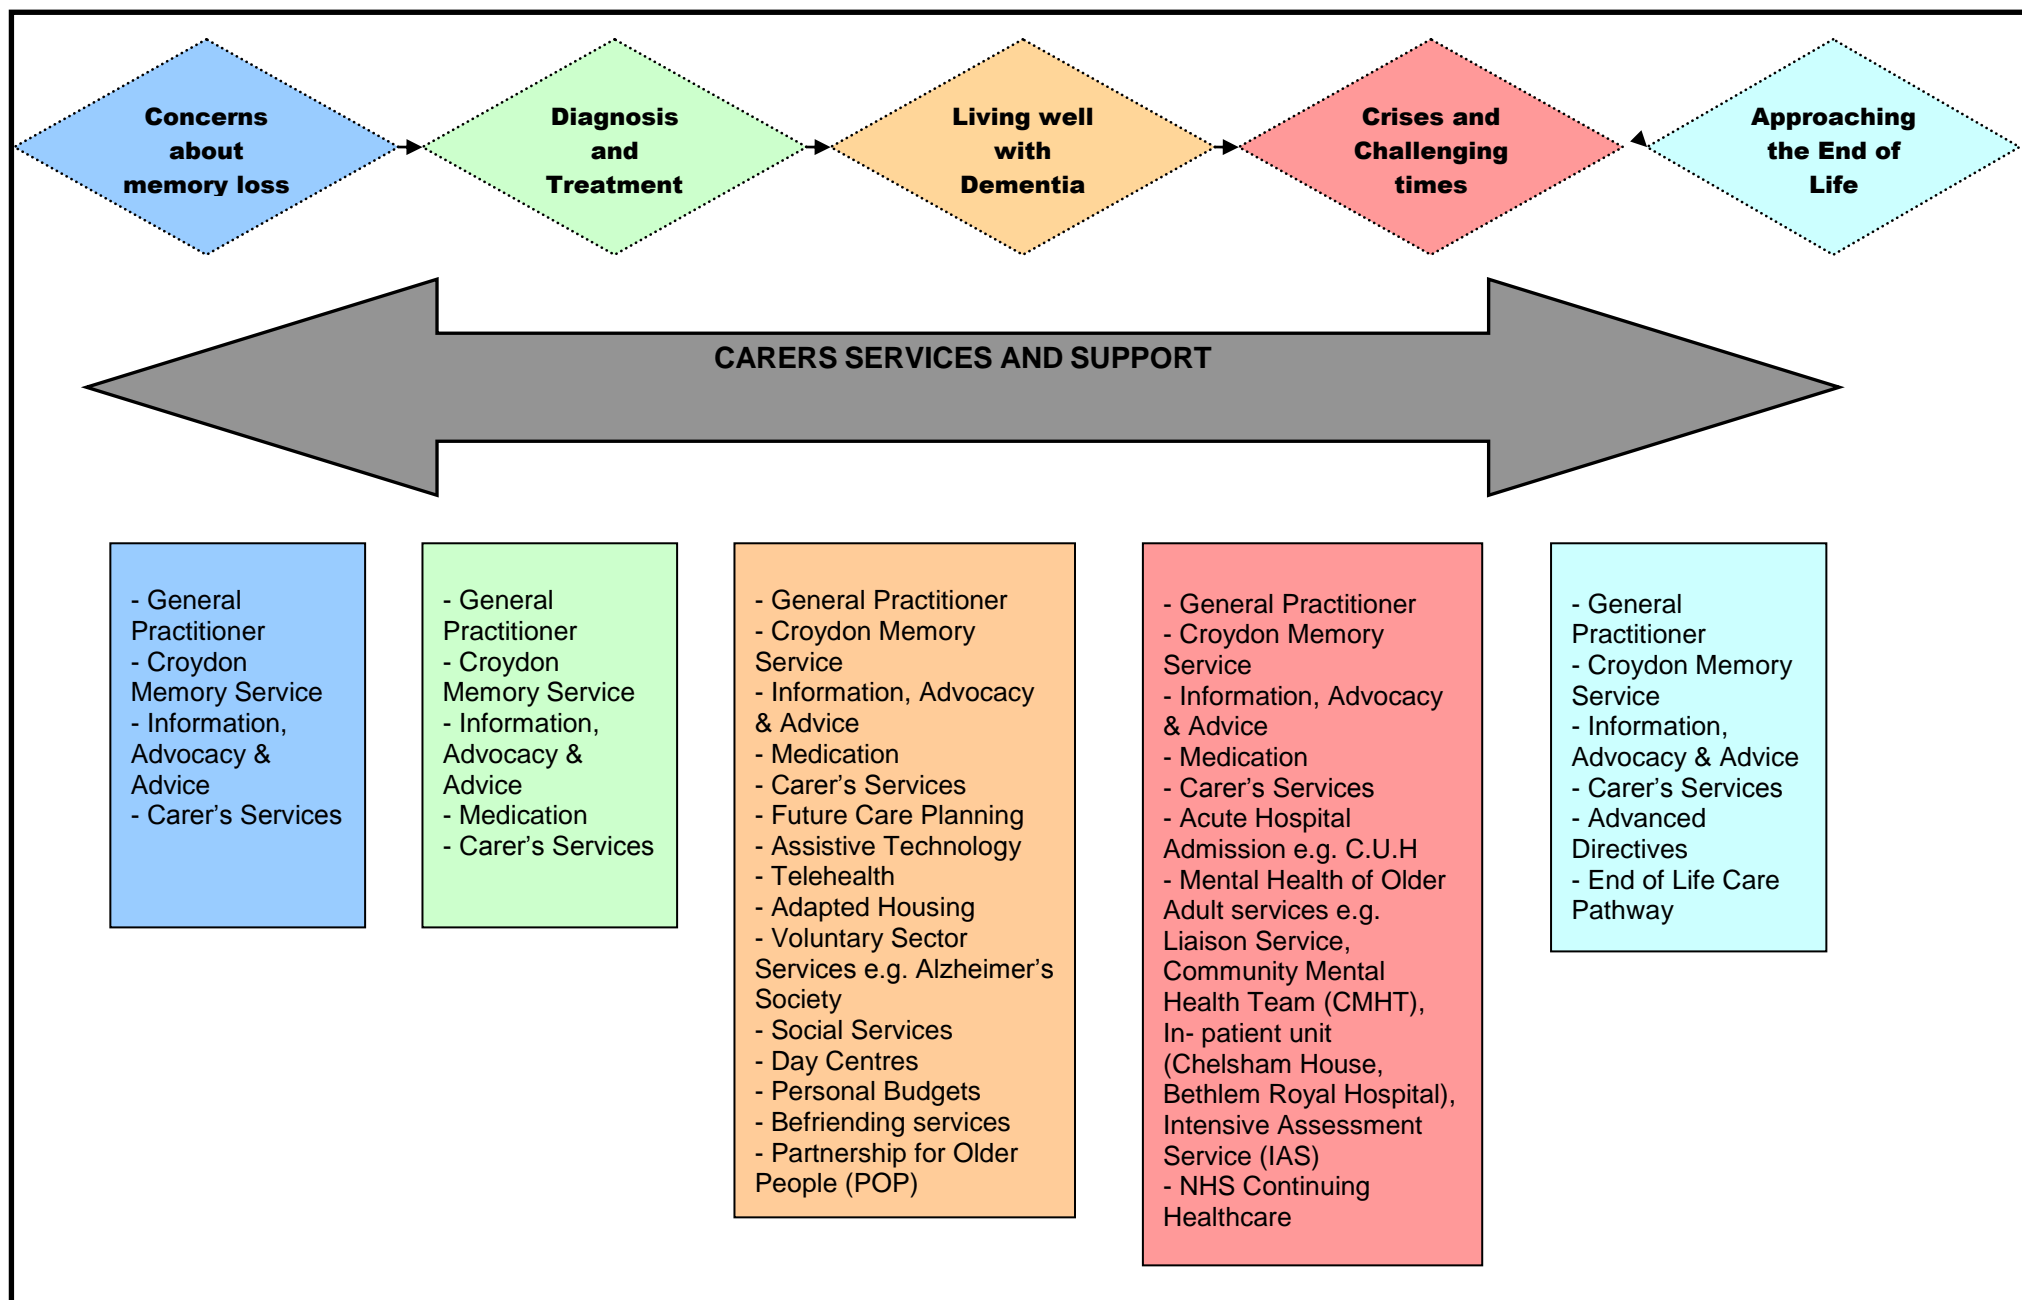 Concerns
about
memory loss
Diagnosis
and
Treatment
Living well
with
Dementia
Crises and
Challenging
times
Approaching
the End of
Life
CARERS SERVICES AND SUPPORT
- General
Practitioner
- Croydon
Memory Service
- Information,
Advocacy &
Advice
- Carer’s Services
- General
Practitioner
- Croydon
Memory Service
- Information,
Advocacy &
Advice
- Medication
- Carer’s Services
- General Practitioner
- Croydon Memory
Service
- Information, Advocacy
& Advice
- Medication
- Carer’s Services
- Future Care Planning
- Assistive Technology
- Telehealth
- Adapted Housing
- Voluntary Sector
Services e.g. Alzheimer’s
Society
- Social Services
- Day Centres
- Personal Budgets
- Befriending services
- Partnership for Older
People (POP)
- General Practitioner
- Croydon Memory
Service
- Information, Advocacy
& Advice
- Medication
- Carer’s Services
- Acute Hospital
Admission e.g. C.U.H
- Mental Health of Older
Adult services e.g.
Liaison Service,
Community Mental
Health Team (CMHT),
In- patient unit
(Chelsham House,
Bethlem Royal Hospital),
Intensive Assessment
Service (IAS)
- NHS Continuing
Healthcare
- General
Practitioner
- Croydon Memory
Service
- Information,
Advocacy & Advice
- Carer’s Services
- Advanced
Directives
- End of Life Care
Pathway